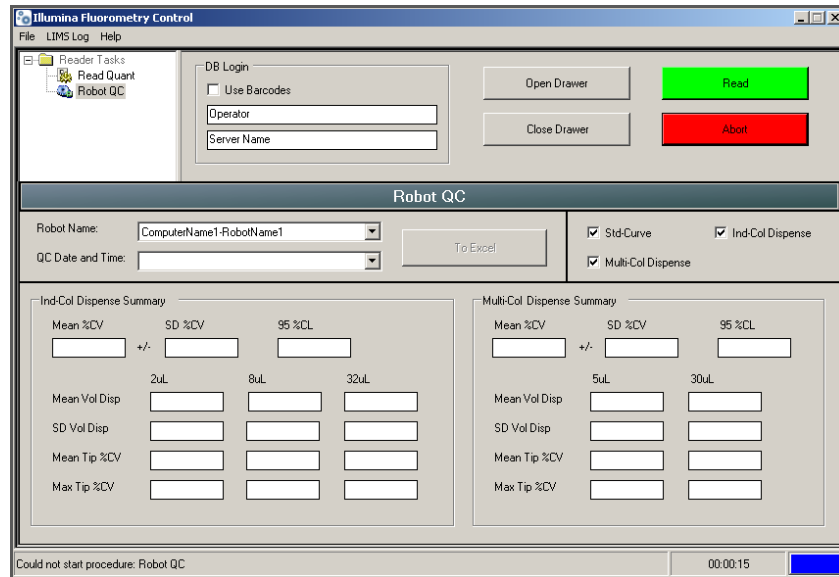 Illumina Fluorometry Control
File LIMS Log Help
Reader Tasks
Read Quant
Robot QC
DB Login
Use Barcodes
Operator
Server Name
Open Drawer
Read
Close Drawer
Abort
Robot QC
Robot Name:
ComputerName1-RobotName1
QC Date and Time:
To Excel
Std-Curve
Ind-Col Dispense
Multi-Col Dispense
Ind-Col Dispense Summary
Mean %CV SD %CV 95 %CL
+/-
2uL 8uL 32uL
Mean Vol Disp
SD Vol Disp
Mean Tip %CV
Max Tip %CV
Multi-Col Dispense Summary
Mean %CV SD %CV 95 %CL
+/-
5uL 30uL
Mean Vol Disp
SD Vol Disp
Mean Tip %CV
Max Tip %CV
Could not start procedure: Robot QC
00:00:15